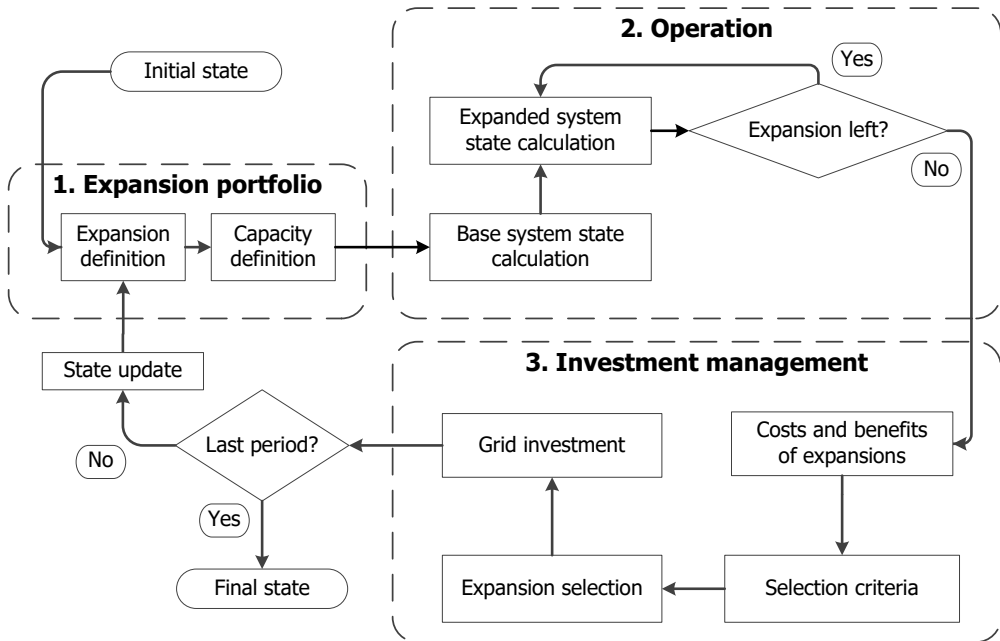 Initial state
1. Expansion portfolio
Expansion
definition
Capacity
definition
2. Operation
Yes
Expanded system
state calculation
Expansion left?
No
Base system state
calculation
3. Investment management
Costs and benefits
of expansions
Selection criteria
Expansion selection
Grid investment
Last period?
No
State update
Yes
Final state